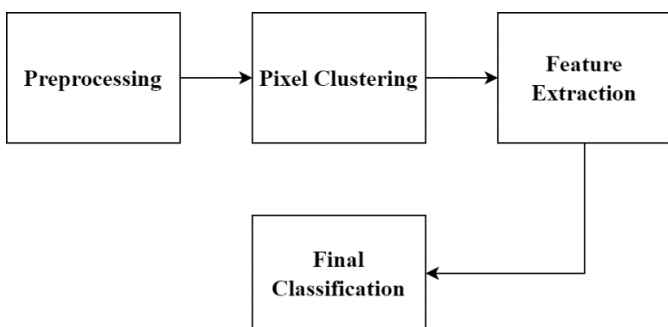 Preprocessing
Pixel Clustering
Feature
Extraction
Final
Classification